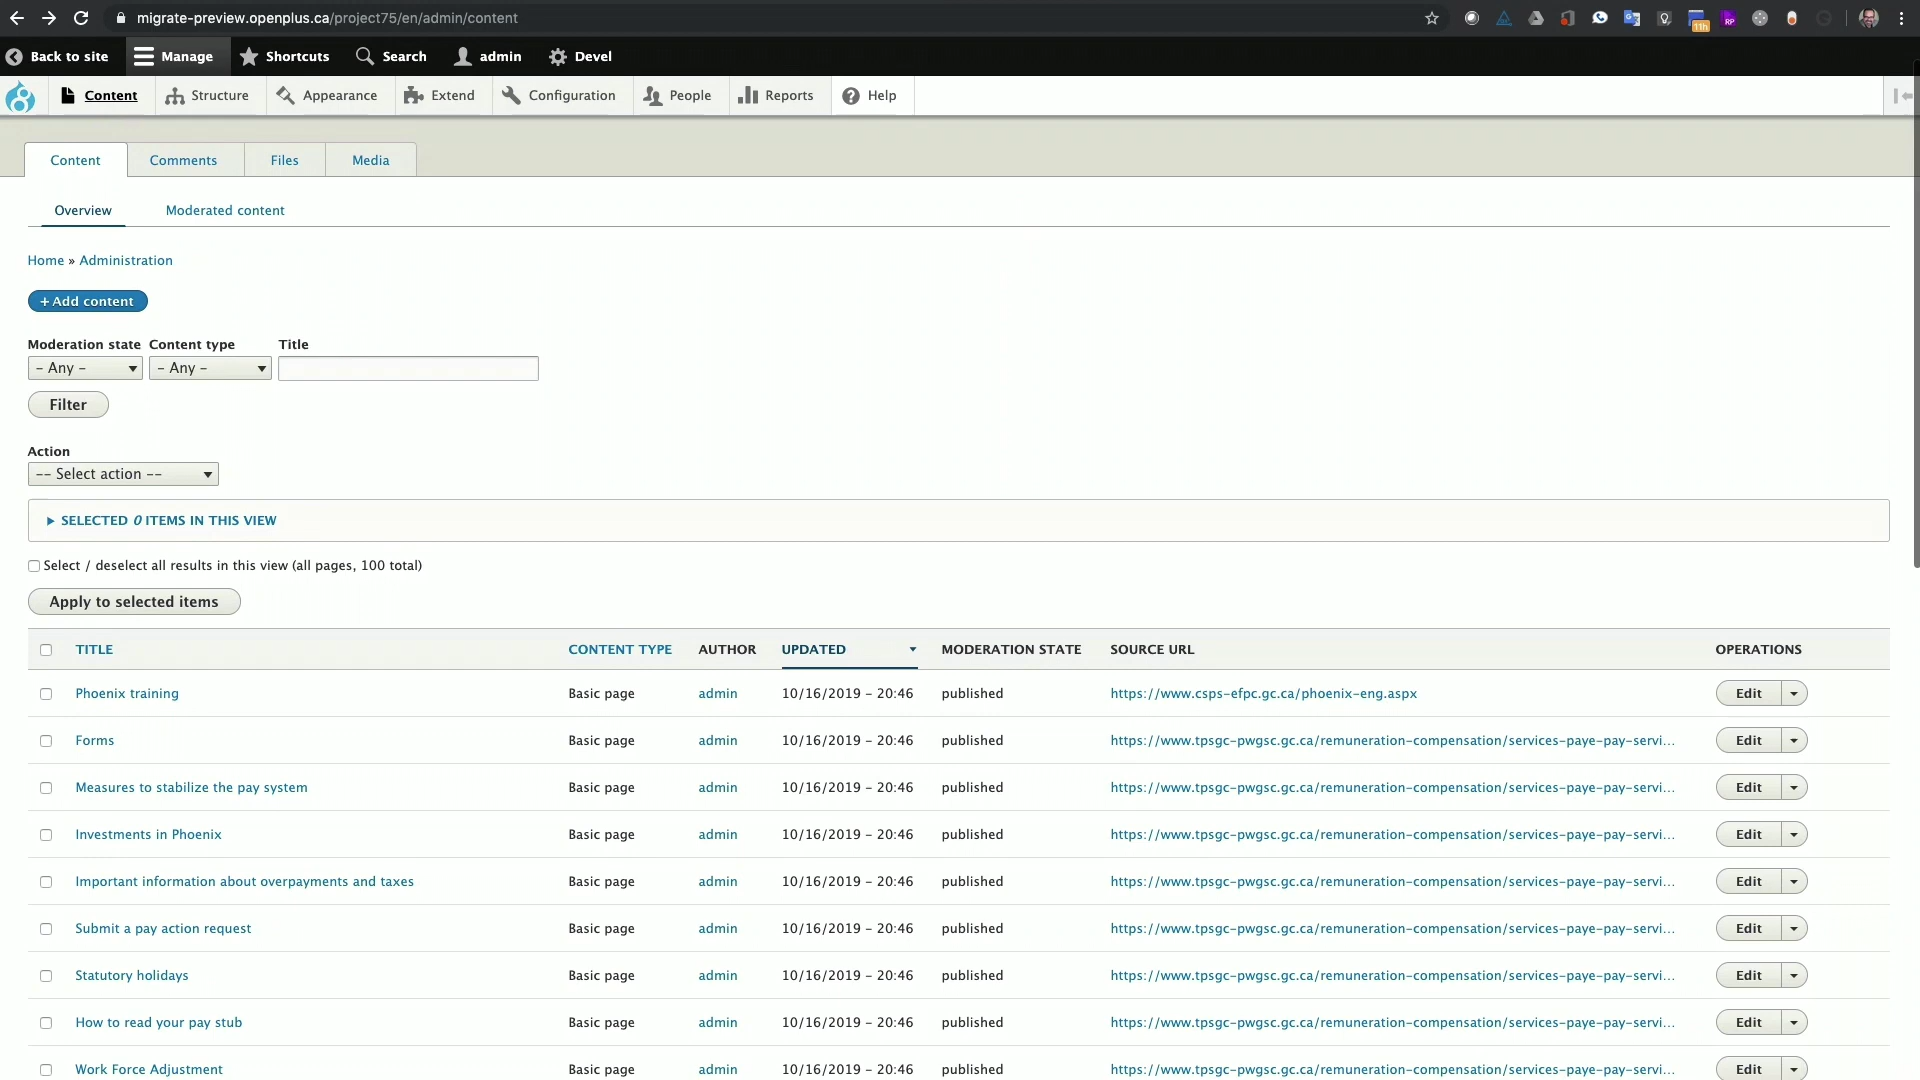 migrate-preview.openplus.ca/project75/en/admin/content
11h
RP
Back to site Manage Shortcuts Search admin Devel
Content Structure Appearance Extend Configuration People Reports Help
Content Comments Files Media
Overview Moderated content
Home » Administration
+ Add content
Moderation state Content type Title
- Any - - Any -
Filter
Action
-- Select action --
SELECTED 0 ITEMS IN THIS VIEW
Select / deselect all results in this view (all pages, 100 total)
Apply to selected items
TITLE CONTENT TYPE AUTHOR UPDATED MODERATION STATE SOURCE URL OPERATIONS
Phoenix training Basic page admin 10/16/2019 - 20:46 published https://www.csps-efpc.gc.ca/phoenix-eng.aspx Edit
Forms Basic page admin 10/16/2019 - 20:46 published https://www.tpsgc-pwgsc.gc.ca/remuneration-compensation/services-paye-pay-servi... Edit
Measures to stabilize the pay system Basic page admin 10/16/2019 - 20:46 published https://www.tpsgc-pwgsc.gc.ca/remuneration-compensation/services-paye-pay-servi... Edit
Investments in Phoenix Basic page admin 10/16/2019 - 20:46 published https://www.tpsgc-pwgsc.gc.ca/remuneration-compensation/services-paye-pay-servi... Edit
Important information about overpayments and taxes Basic page admin 10/16/2019 - 20:46 published https://www.tpsgc-pwgsc.gc.ca/remuneration-compensation/services-paye-pay-servi... Edit
Submit a pay action request Basic page admin 10/16/2019 - 20:46 published https://www.tpsgc-pwgsc.gc.ca/remuneration-compensation/services-paye-pay-servi... Edit
Statutory holidays Basic page admin 10/16/2019 - 20:46 published https://www.tpsgc-pwgsc.gc.ca/remuneration-compensation/services-paye-pay-servi... Edit
How to read your pay stub Basic page admin 10/16/2019 - 20:46 published https://www.tpsgc-pwgsc.gc.ca/remuneration-compensation/services-paye-pay-servi... Edit
Work Force Adjustment Basic page admin 10/16/2019 - 20:46 published https://www.tpsgc-pwgsc.gc.ca/remuneration-compensation/services-paye-pay-servi... Edit